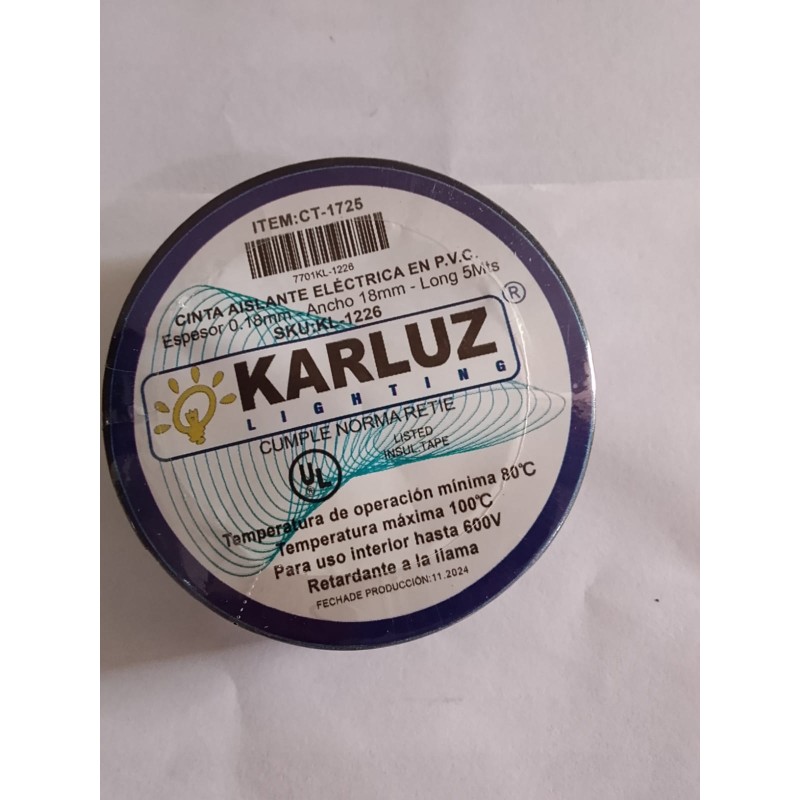 ITEM:CT-1725
7701KL-1226
CINTA AISLANTE ELÉCTRICA EN P.V.C.
Espesor 0.18mm - Ancho 18mm - Long 5Mts
SKU:KL-1226
KARLUZ ®
LIGHTING
CUMPLE NORMA RETIE
UL
LISTED
INSUL.TAPE
Temperatura de operación mínima 80°C
Temperatura máxima 100°C
Para uso interior hasta 600V
Retardante a la llama
FECHADE PRODUCCIÓN:11.2024